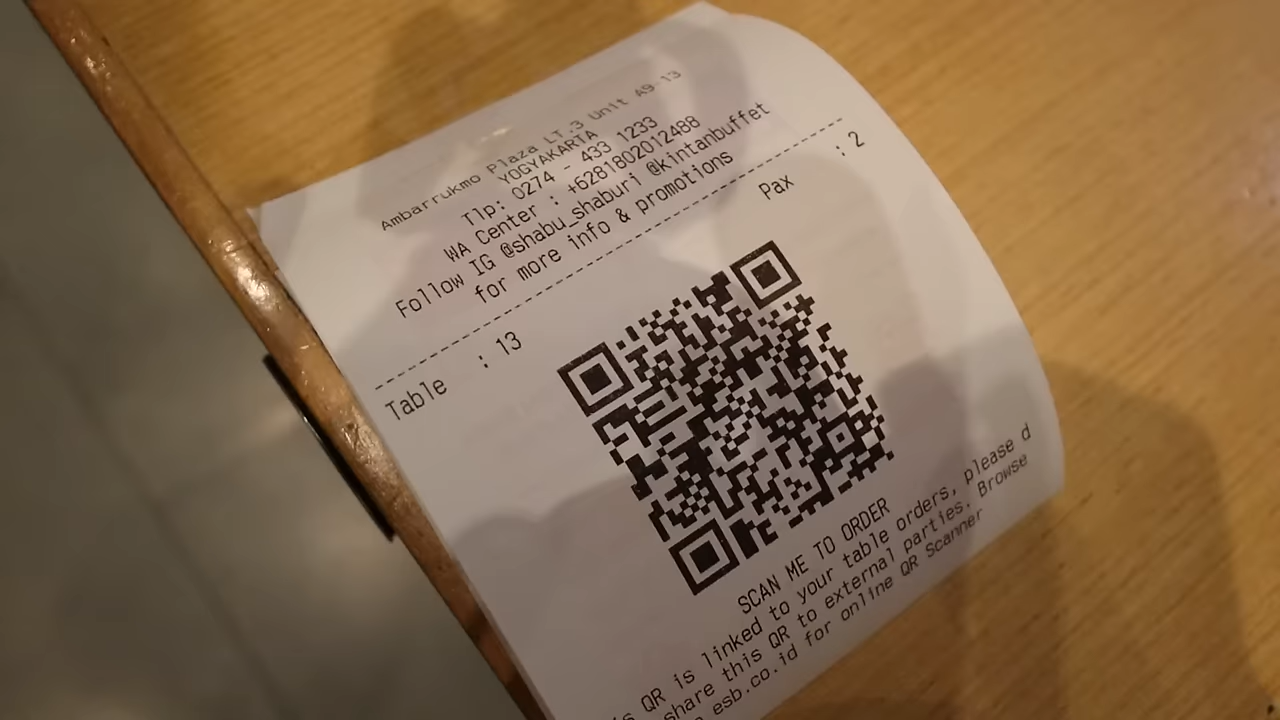 Ambarrukmo Plaza LT.3 Unit A9-13
YOGYAKARTA
Tlp: 0274 - 433 1233
WA Center : +6281802012488
Follow IG @shabu_shaburi @kintanbuffet
for more info & promotions
Table : 13 Pax : 2
SCAN ME TO ORDER
QR is linked to your table orders, please d
share this QR to external parties. Browse
esb.co.id for online QR Scanner